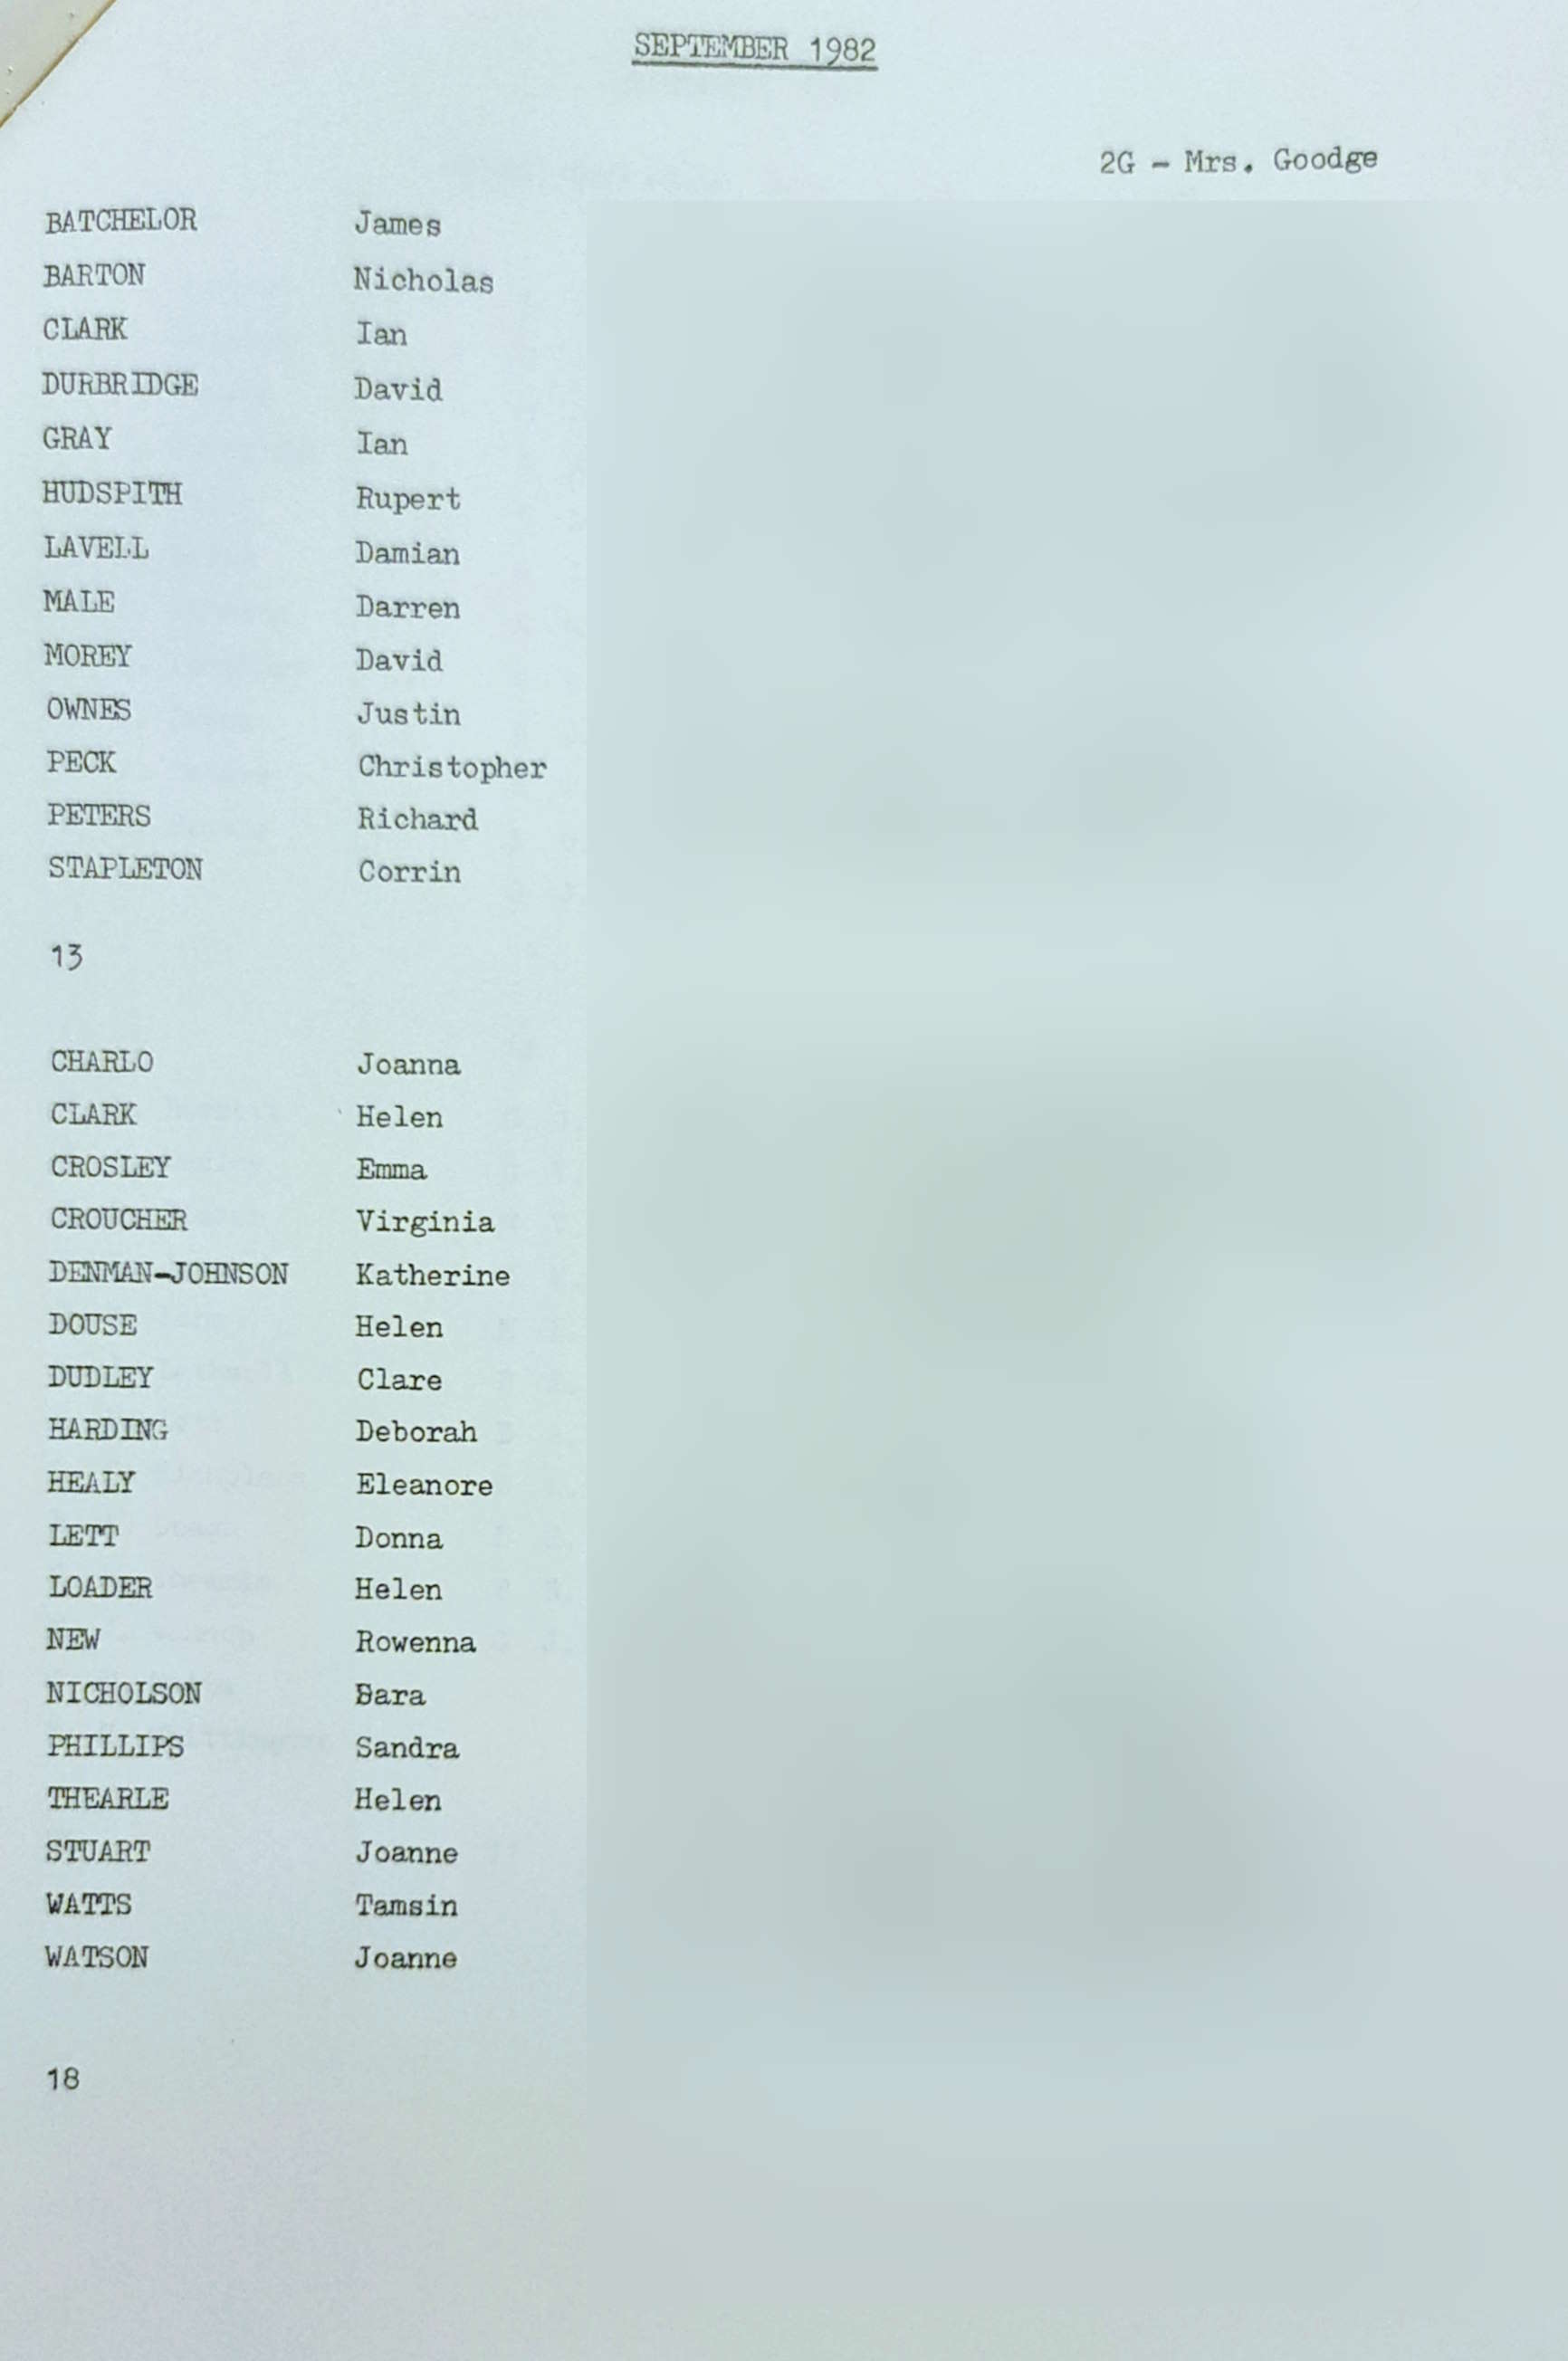 SEPTEMBER 1982
2G - Mrs. Goodge
BATCHELOR James
BARTON Nicholas
CLARK Ian
DURBRIDGE David
GRAY Ian
HUDSPITH Rupert
LAVELL Damian
MALE Darren
MOREY David
OWNES Justin
PECK Christopher
PETERS Richard
STAPLETON Corrin
13
CHARLO Joanna
CLARK Helen
CROSLEY Emma
CROUCHER Virginia
DENMAN-JOHNSON Katherine
DOUSE Helen
DUDLEY Clare
HARDING Deborah
HEALY Eleanore
LETT Donna
LOADER Helen
NEW Rowenna
NICHOLSON Sara
PHILLIPS Sandra
THEARLE Helen
STUART Joanne
WATTS Tamsin
WATSON Joanne
18